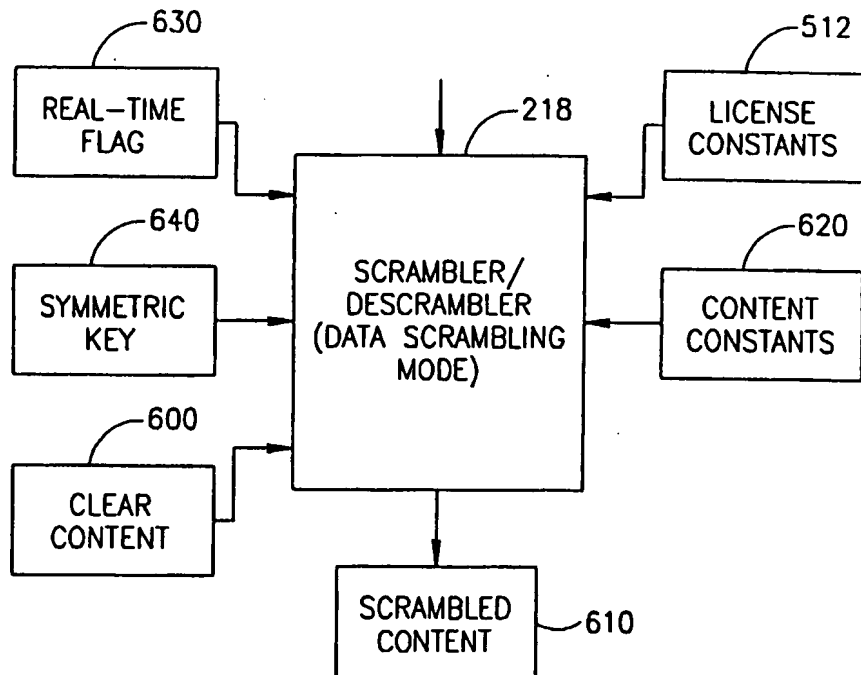 630
REAL-TIME
FLAG
512
LICENSE
CONSTANTS
218
640
SYMMETRIC
KEY
SCRAMBLER/
DESCRAMBLER
(DATA SCRAMBLING
MODE)
620
CONTENT
CONSTANTS
600
CLEAR
CONTENT
SCRAMBLED
CONTENT
610